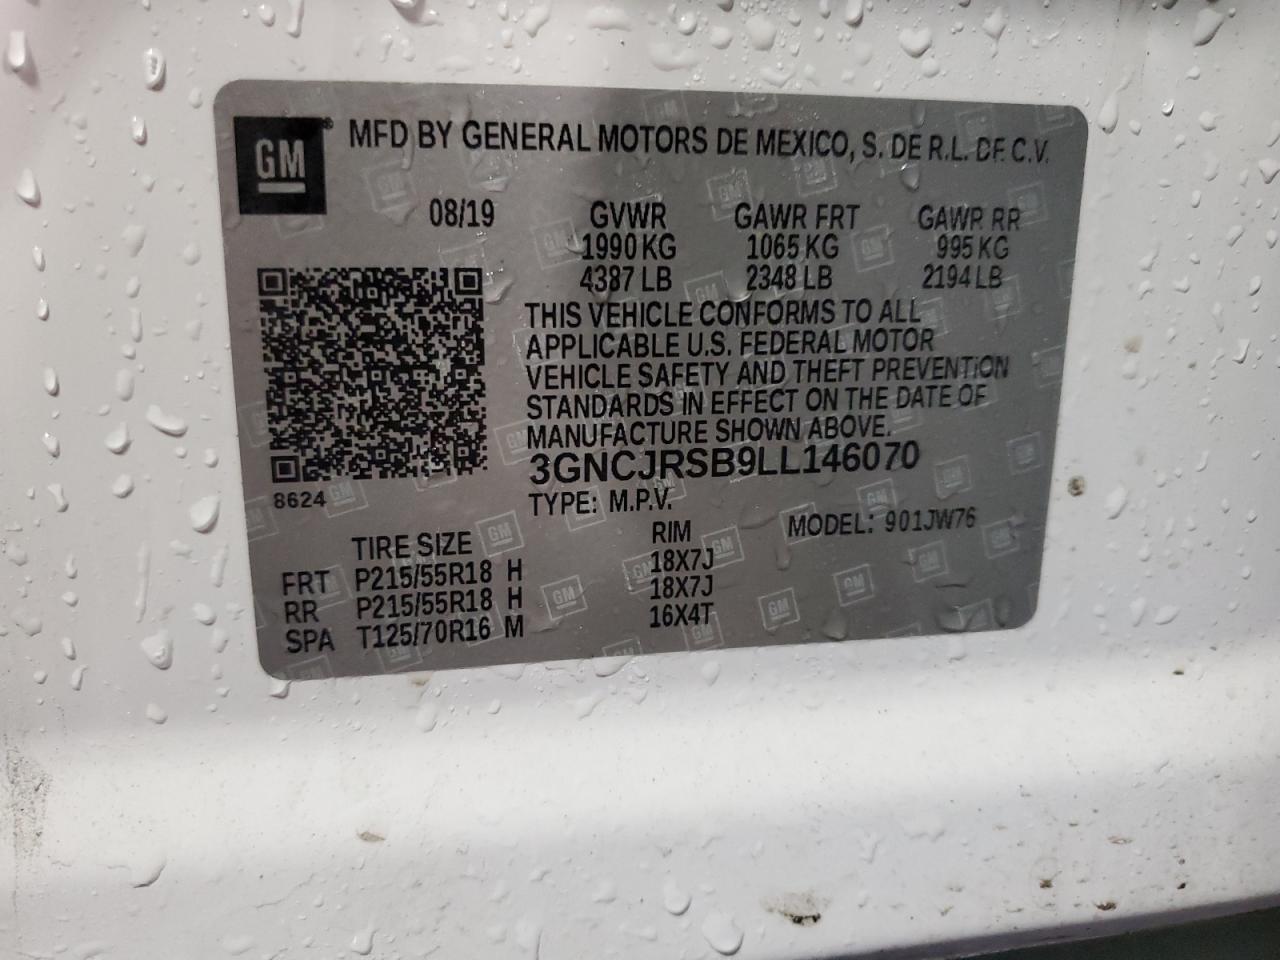 GM ® MFD BY GENERAL MOTORS DE MEXICO, S. DE R.L. DE C.V.
08/19 GVWR GAWR FRT GAWR RR
1990 KG 1065 KG 995 KG
4387 LB 2348 LB 2194 LB
THIS VEHICLE CONFORMS TO ALL
APPLICABLE U.S. FEDERAL MOTOR
VEHICLE SAFETY AND THEFT PREVENTION
STANDARDS IN EFFECT ON THE DATE OF
MANUFACTURE SHOWN ABOVE.
3GNCJRSB9LL146070
8624 TYPE: M.P.V.
MODEL: 901JW76
TIRE SIZE RIM
FRT P215/55R18 H 18X7J
RR P215/55R18 H 18X7J
SPA T125/70R16 M 16X4T